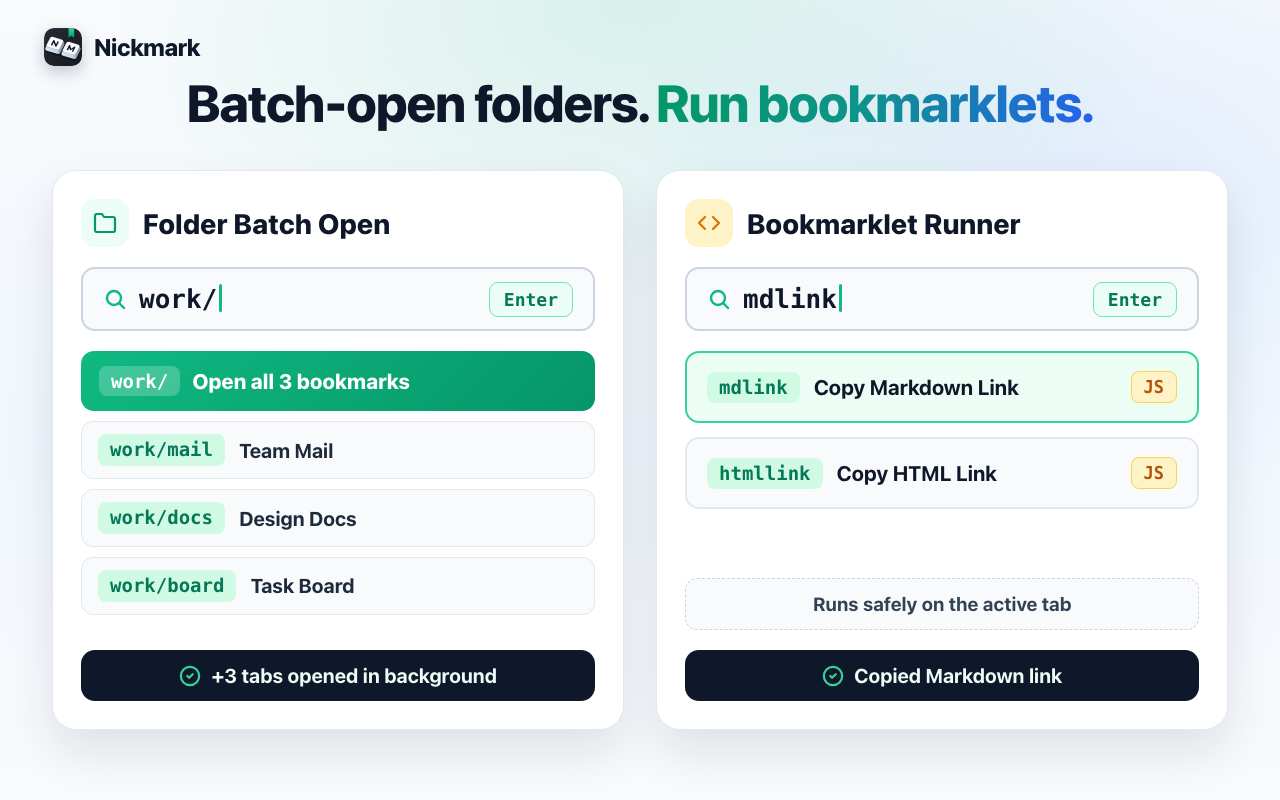 N M
Nickmark
Batch-open folders. Run bookmarklets.
Folder Batch Open
work/ Enter
work/ Open all 3 bookmarks
work/mail Team Mail
work/docs Design Docs
work/board Task Board
+3 tabs opened in background
Bookmarklet Runner
mdlink Enter
mdlink Copy Markdown Link JS
htmllink Copy HTML Link JS
Runs safely on the active tab
Copied Markdown link